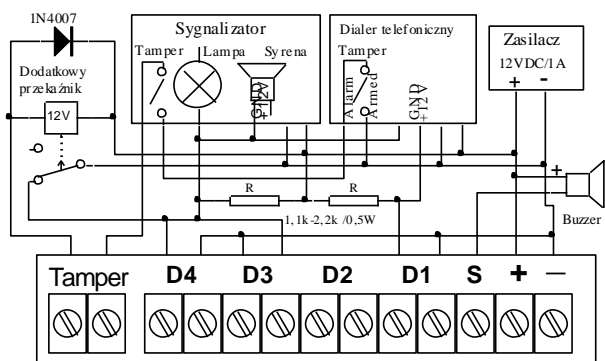 1N4007
Dodatkowy
przekaźnik
12V
Sygnalizator
Tamper
Lampa
Syrena
GND
+12V
Dialer telefoniczny
Tamper
Alarm
Armed
GND
+12V
Zasilacz
12VDC/1A
+ -
R
R
1,1k-2,2k /0,5W
+
Buzzer
Tamper D4 D3 D2 D1 S + —